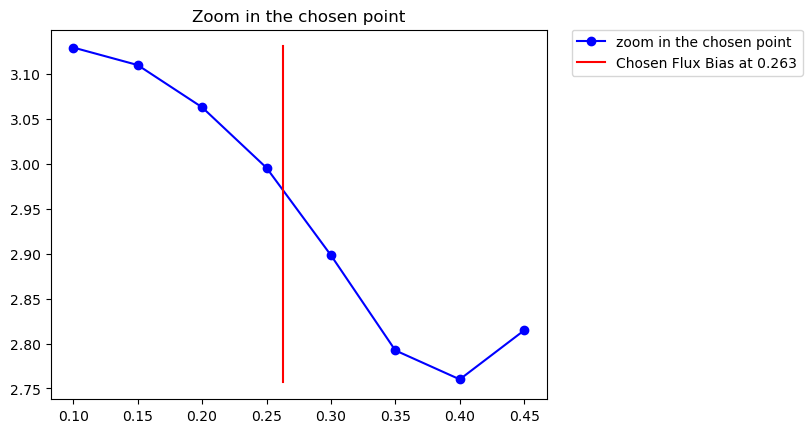 Zoom in the chosen point
zoom in the chosen point
Chosen Flux Bias at 0.263
3.10
3.05
3.00
2.95
2.90
2.85
2.80
2.75
0.10 0.15 0.20 0.25 0.30 0.35 0.40 0.45